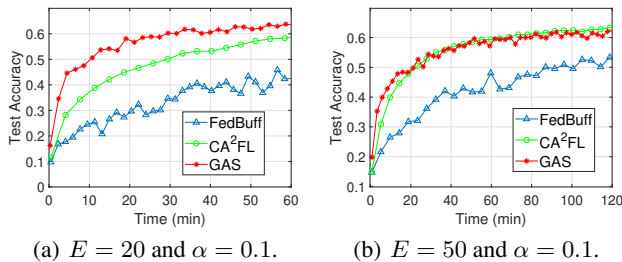 0.6
0.5
0.4
0.3
0.2
0.1
0
Test Accuracy
FedBuff
CA²FL
GAS
0 10 20 30 40 50 60
Time (min)
(a) E = 20 and α = 0.1.
0.6
0.5
0.4
0.3
0.2
0.1
Test Accuracy
FedBuff
CA²FL
GAS
0 20 40 60 80 100 120
Time (min)
(b) E = 50 and α = 0.1.